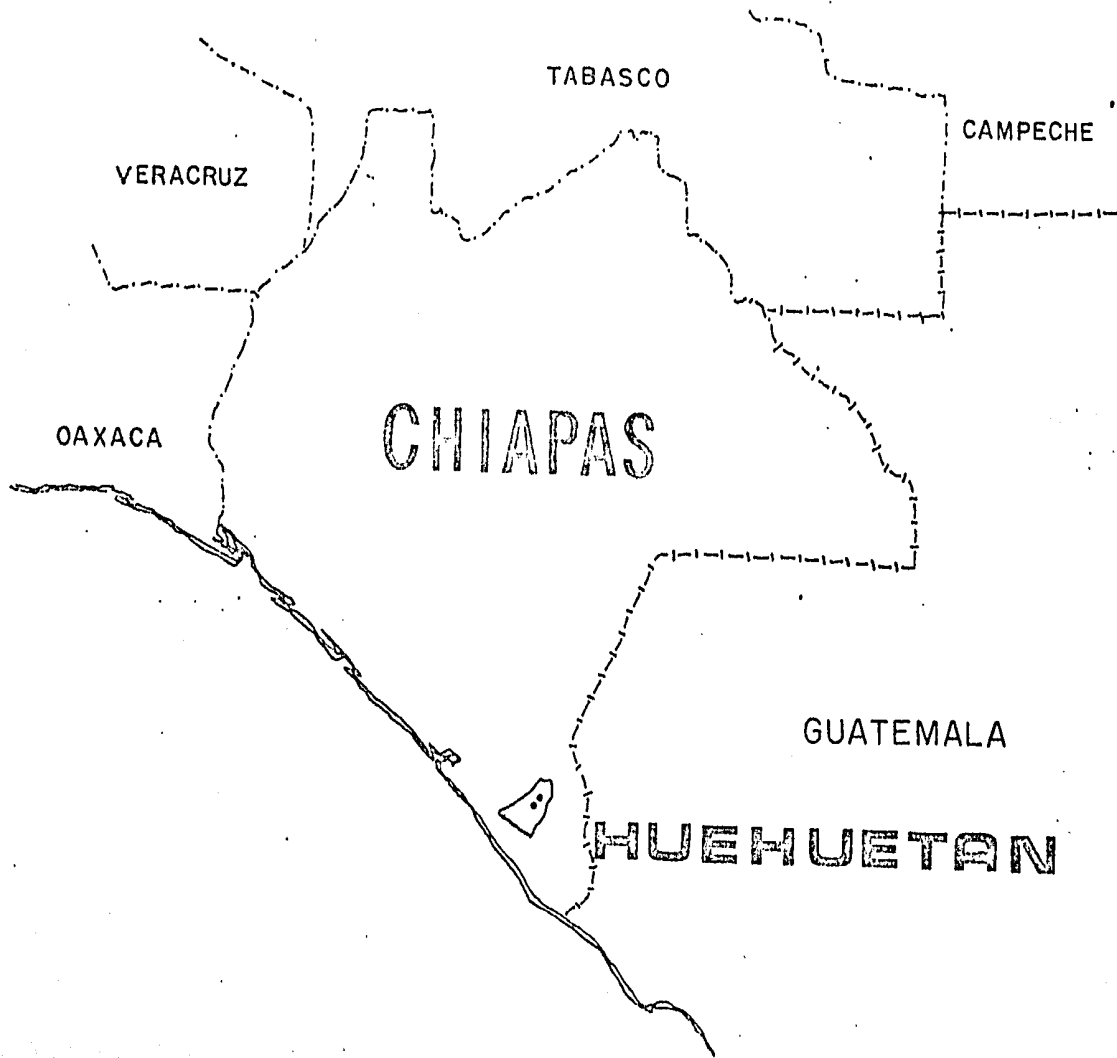 TABASCO
CAMPECHE
VERACRUZ
CHIAPAS
OAXACA
GUATEMALA
HUEHUETAN